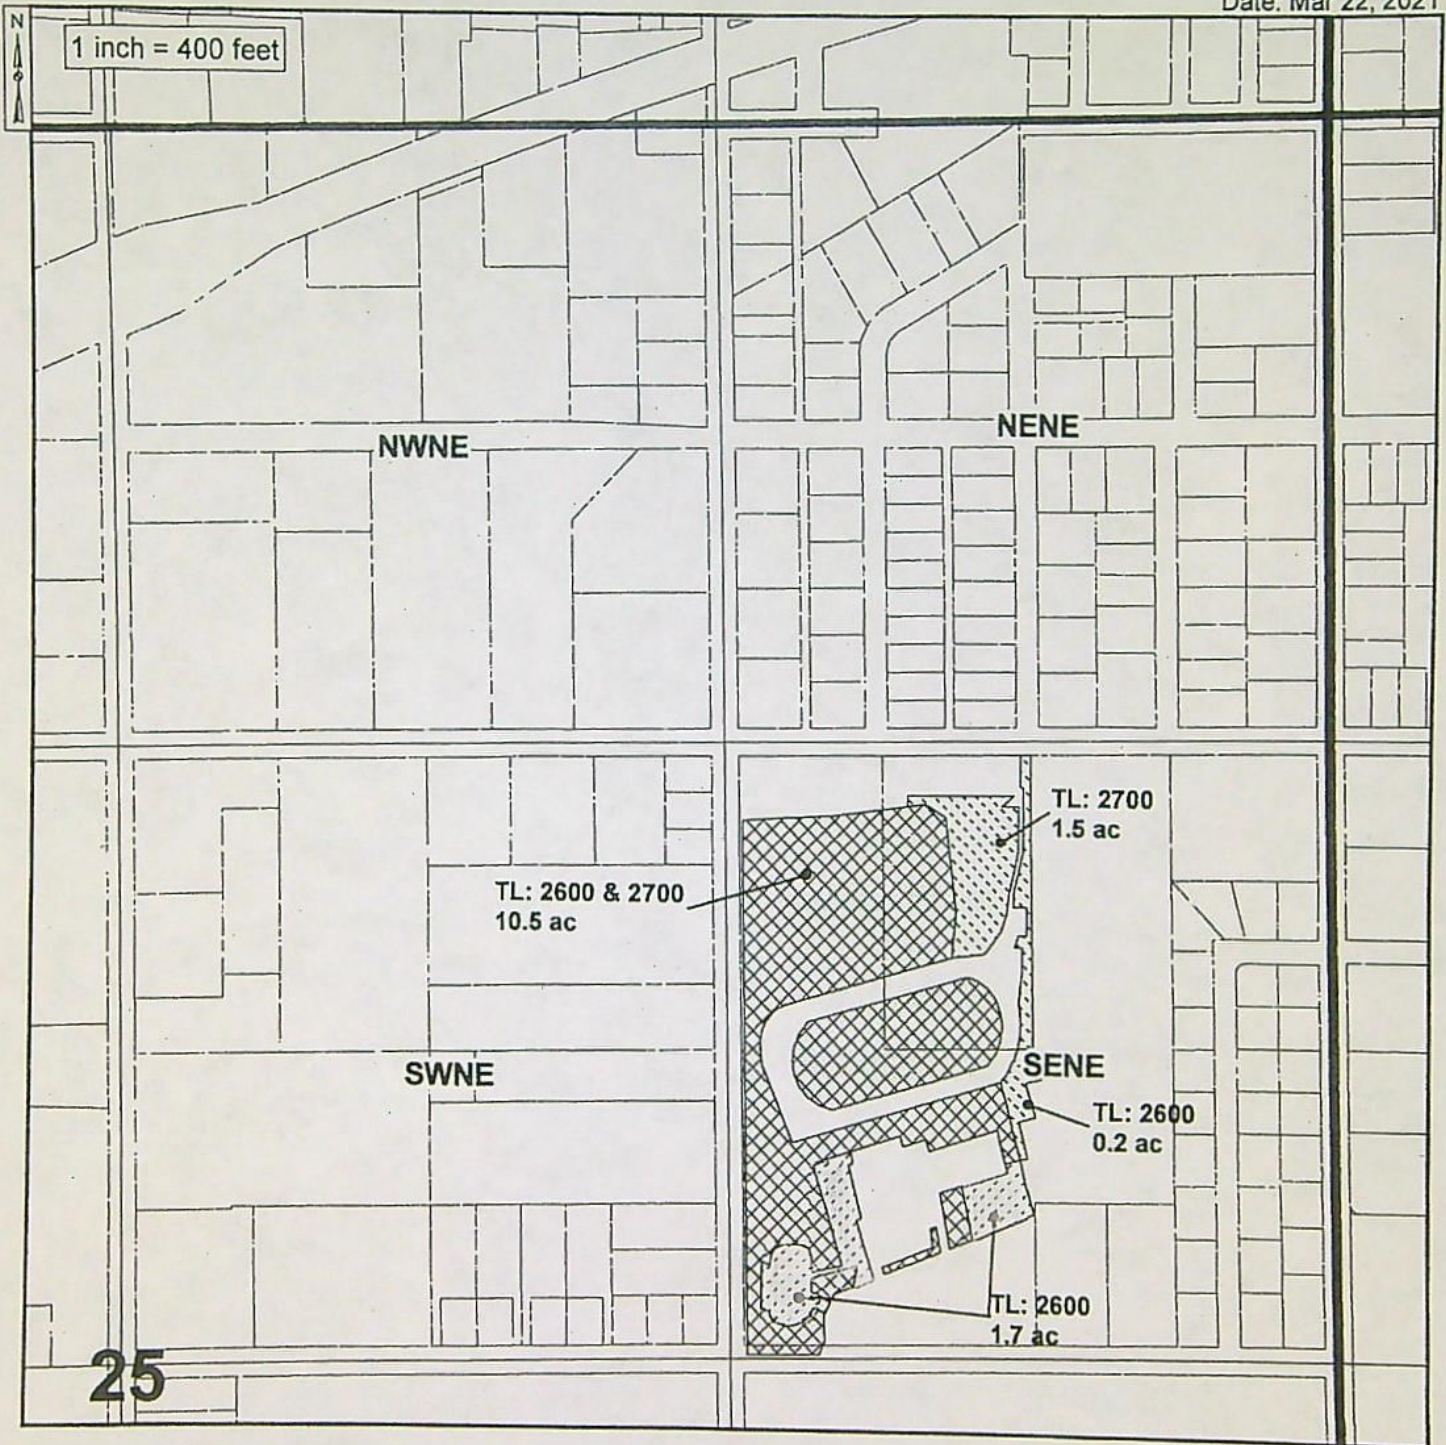 Date: Mar 22, 2021
N
1 inch = 400 feet
NWNE
NENE
TL: 2700
1.5 ac
TL: 2600 & 2700
10.5 ac
SWNE
SENE
TL: 2600
0.2 ac
TL: 2600
1.7 ac
25